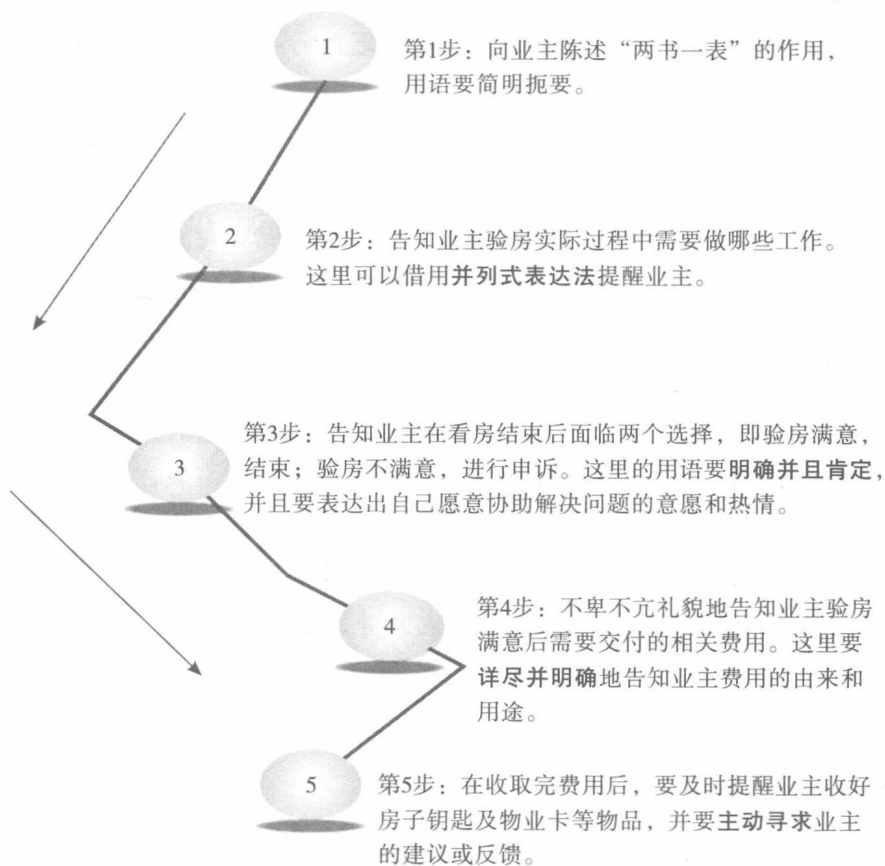 1
第1步：向业主陈述“两书一表”的作用，
用语要简明扼要。
2
第2步：告知业主验房实际过程中需要做哪些工作。
这里可以借用并列式表达法提醒业主。
3
第3步：告知业主在看房结束后面临两个选择，即验房满意，
结束；验房不满意，进行申诉。这里的用语要明确并且肯定，
并且要表达出自己愿意协助解决问题的意愿和热情。
4
第4步：不卑不亢礼貌地告知业主验房
满意后需要交付的相关费用。这里要
详尽并明确地告知业主费用的由来和
用途。
5
第5步：在收取完费用后，要及时提醒业主收好
房子钥匙及物业卡等物品，并要主动寻求业主
的建议或反馈。